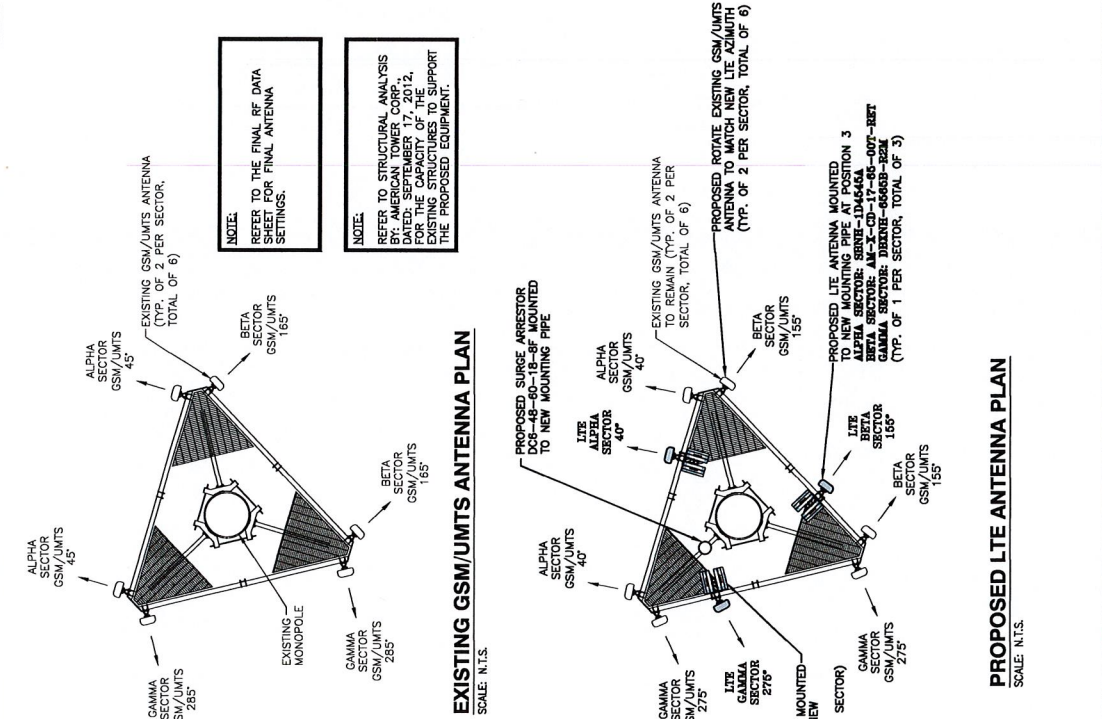 NOTE:
REFER TO THE FINAL RF DATA
SHEET FOR FINAL ANTENNA
SETTINGS.
NOTE:
REFER TO STRUCTURAL ANALYSIS
BY: AMERICAN TOWER CORP.,
DATED: SEPTEMBER 17, 2012,
FOR THE CAPACITY OF THE
EXISTING STRUCTURES TO SUPPORT
THE PROPOSED EQUIPMENT.
ALPHA
SECTOR
GSM/UMTS
45°
ALPHA
SECTOR
GSM/UMTS
45°
EXISTING GSM/UMTS ANTENNA
(TYP. OF 2 PER SECTOR,
TOTAL OF 6)
BETA
SECTOR
GSM/UMTS
165°
BETA
SECTOR
GSM/UMTS
165°
GAMMA
SECTOR
GSM/UMTS
285°
GAMMA
SECTOR
SM/UMTS
285°
EXISTING
MONOPOLE
EXISTING GSM/UMTS ANTENNA PLAN
SCALE: N.T.S.
PROPOSED SURGE ARRESTOR
DC6-48-60-18-8F MOUNTED
TO NEW MOUNTING PIPE
LTE
ALPHA
SECTOR
40°
ALPHA
SECTOR
GSM/UMTS
40°
ALPHA
SECTOR
GSM/UMTS
40°
EXISTING GSM/UMTS ANTENNA
TO REMAIN (TYP. OF 2 PER
SECTOR, TOTAL OF 6)
PROPOSED ROTATE EXISTING GSM/UMTS
ANTENNA TO MATCH NEW LTE AZIMUTH
(TYP. OF 2 PER SECTOR, TOTAL OF 6)
BETA
SECTOR
GSM/UMTS
155°
PROPOSED LTE ANTENNA MOUNTED
TO NEW MOUNTING PIPE AT POSITION 3
ALPHA SECTOR: SBNH-1D4545A
BETA SECTOR: AM-X-CD-17-65-00T-RET
GAMMA SECTOR: DBXNH-6565B-R2M
(TYP. OF 1 PER SECTOR, TOTAL OF 3)
LTE
BETA
SECTOR
155°
BETA
SECTOR
GSM/UMTS
155°
GAMMA
SECTOR
GSM/UMTS
275°
GAMMA
SECTOR
SM/UMTS
275°
LTE
GAMMA
SECTOR
275°
MOUNTED
SECTOR)
PROPOSED LTE ANTENNA PLAN
SCALE: N.T.S.